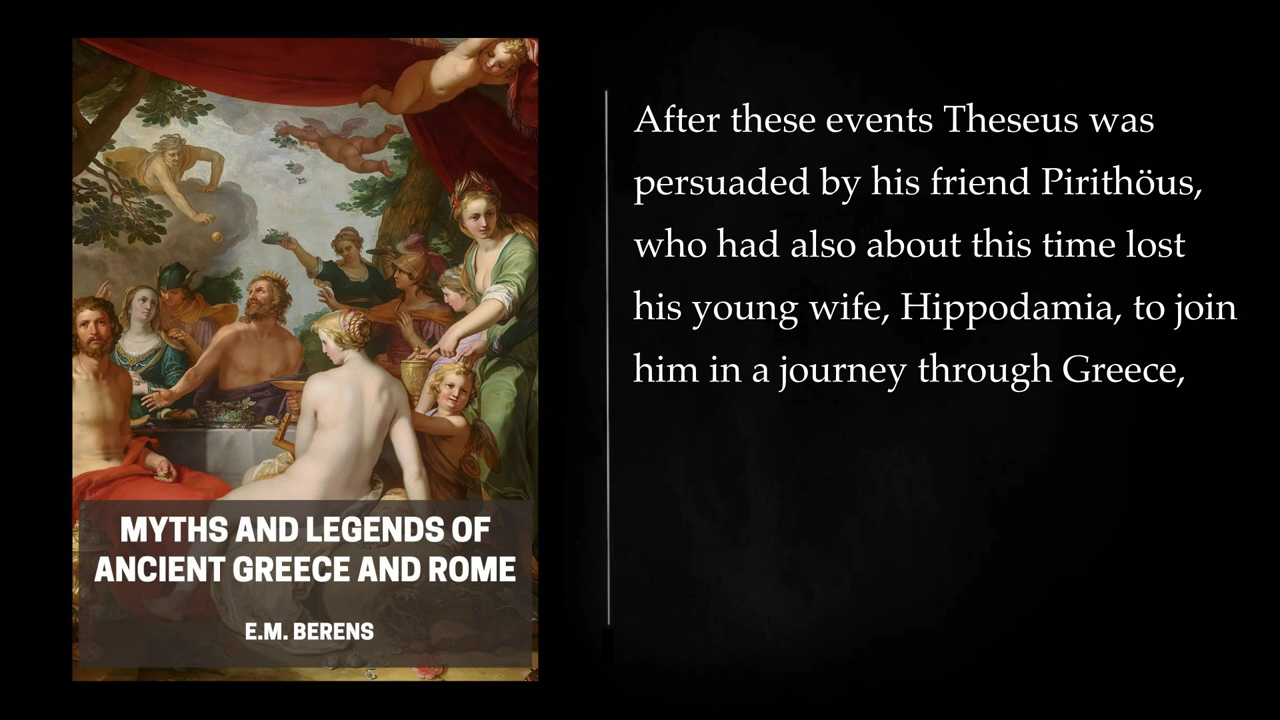 MYTHS AND LEGENDS OF
ANCIENT GREECE AND ROME
E.M. BERENS
After these events Theseus was
persuaded by his friend Pirithöus,
who had also about this time lost
his young wife, Hippodamia, to join
him in a journey through Greece,